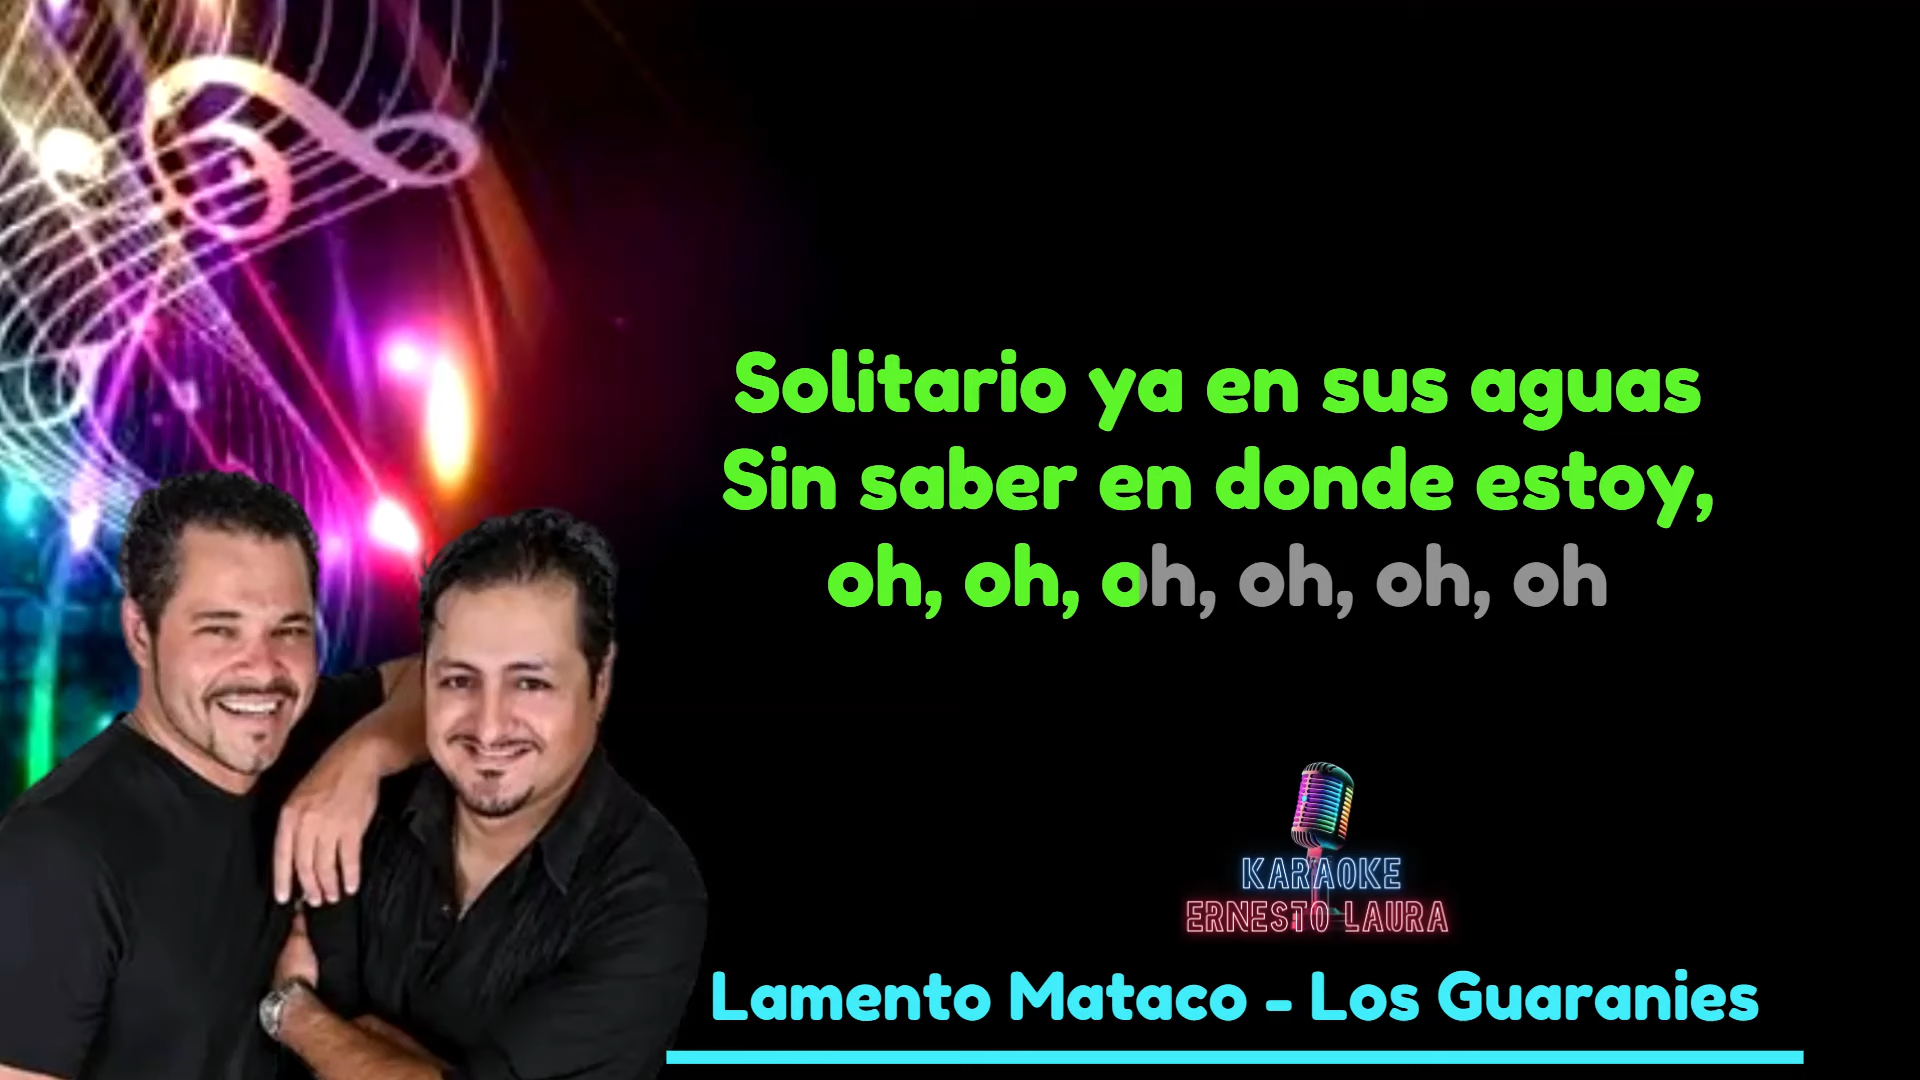 Solitario ya en sus aguas
Sin saber en donde estoy,
oh, oh, oh, oh, oh, oh
KARAOKE
ERNESTO LAURA
Lamento Mataco - Los Guaranies